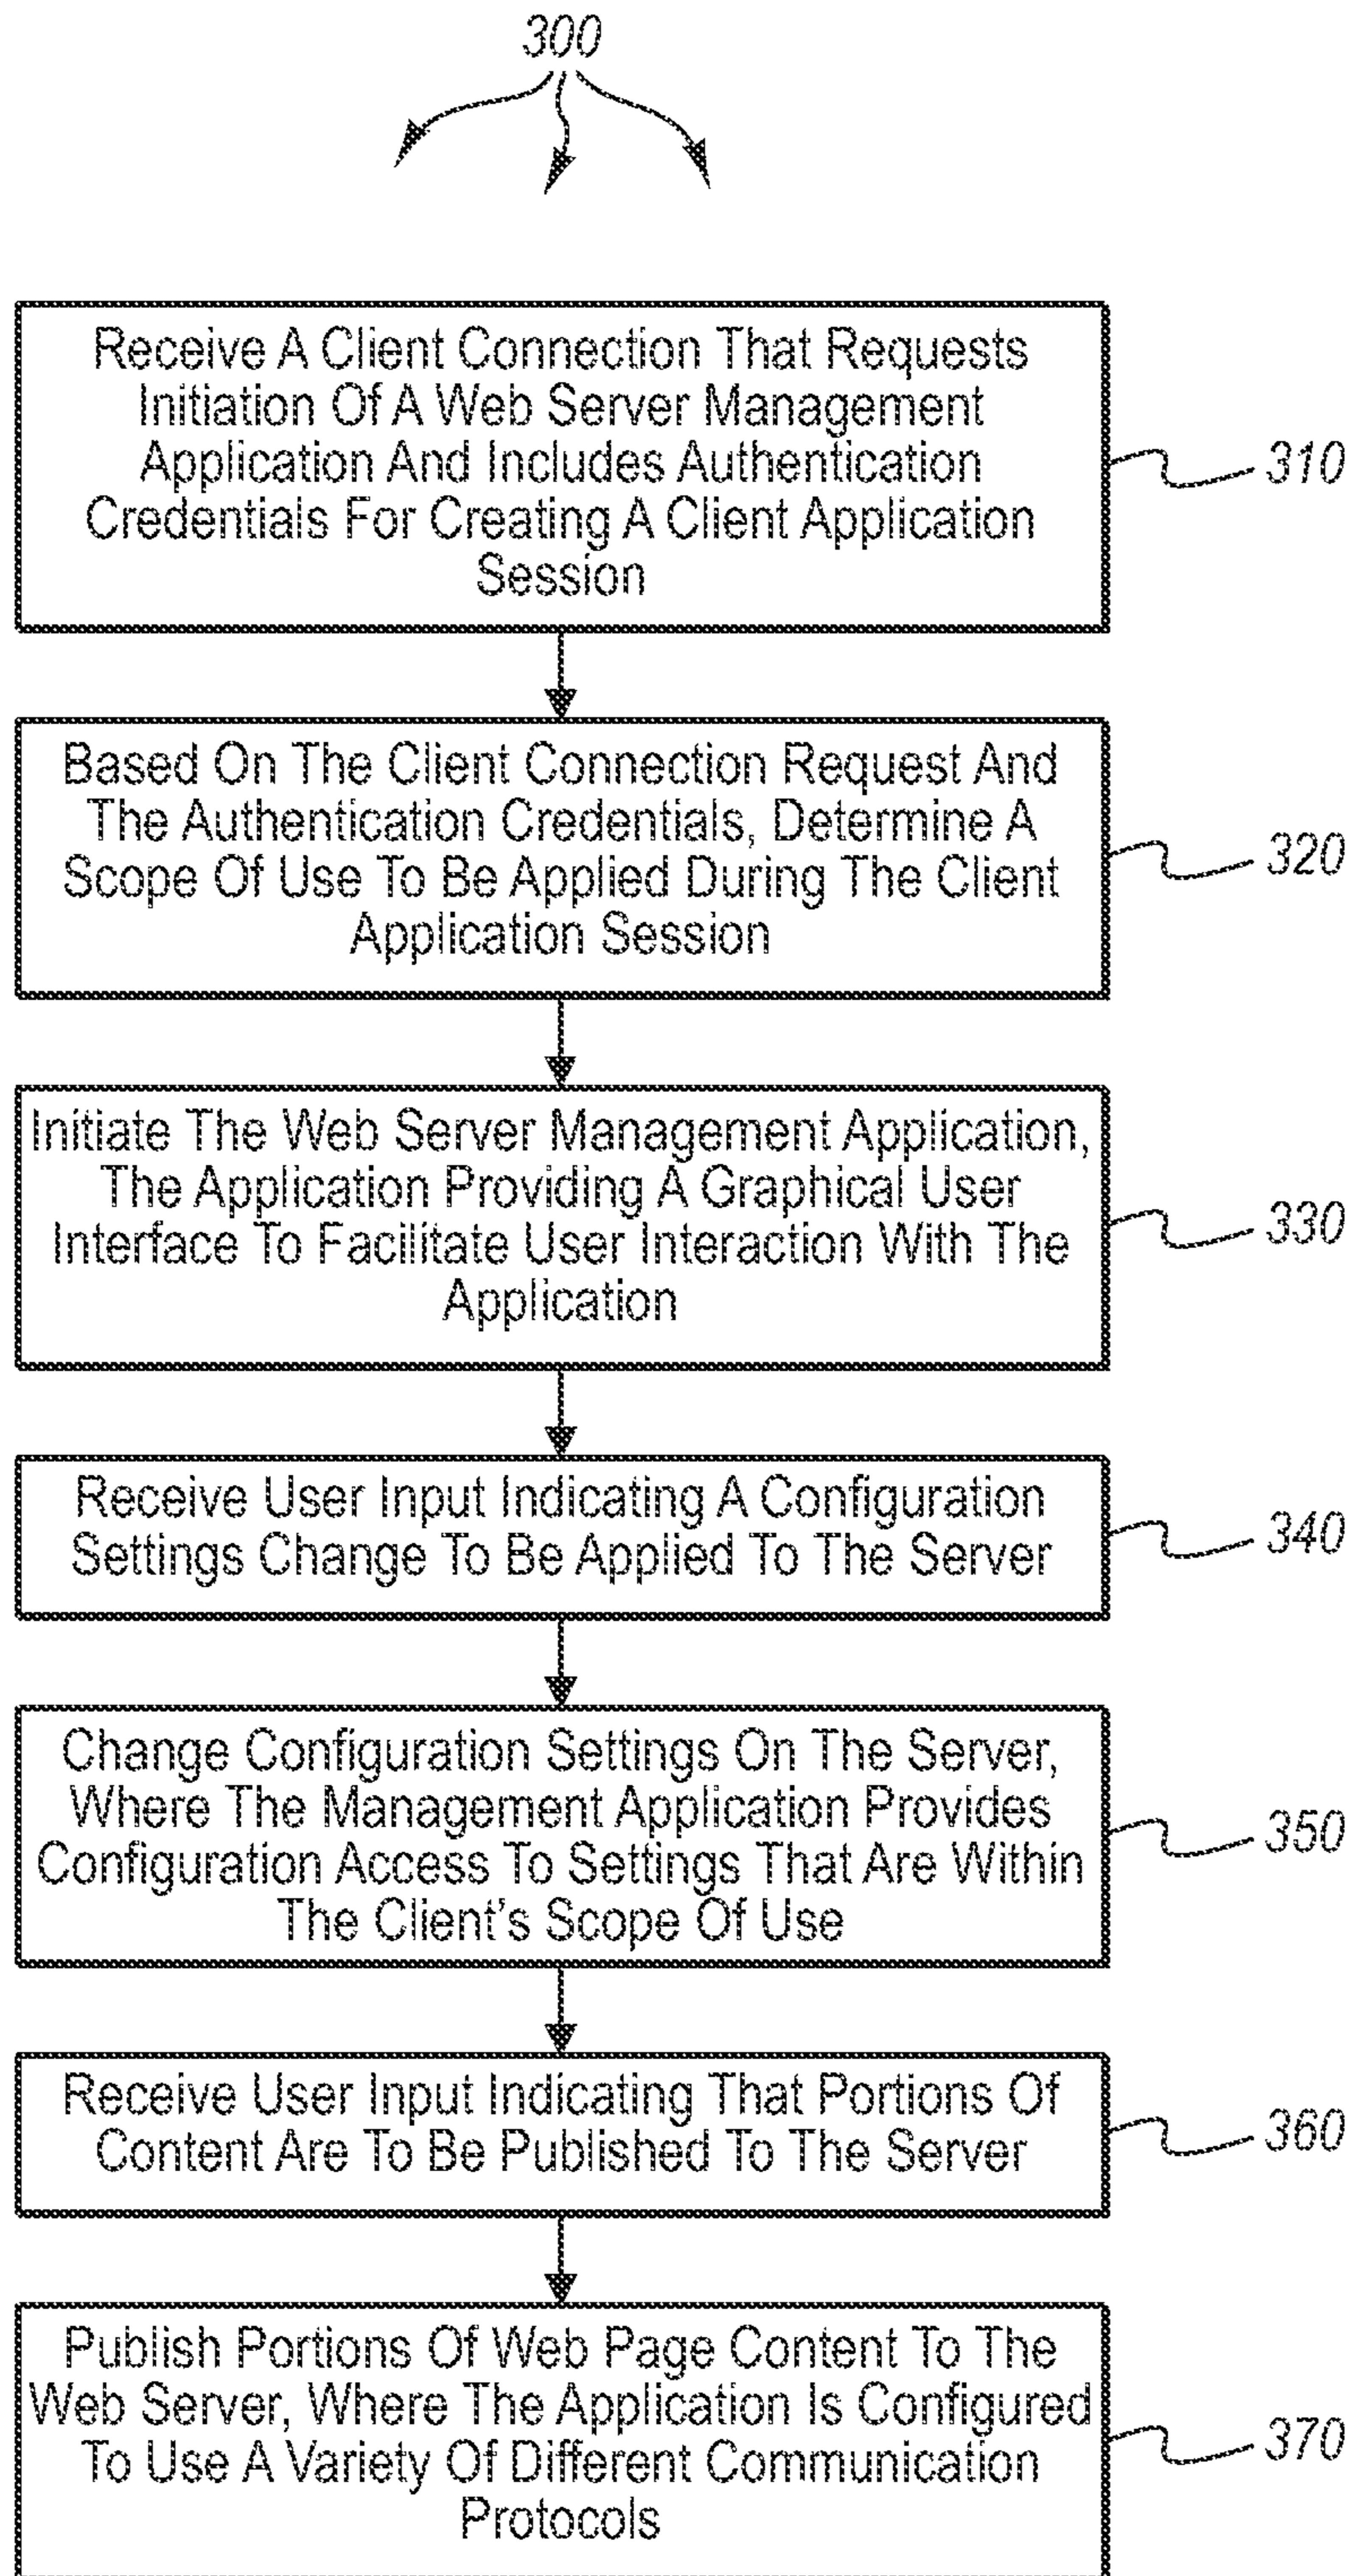 300
Receive A Client Connection That Requests
Initiation Of A Web Server Management
Application And Includes Authentication
Credentials For Creating A Client Application
Session
310
Based On The Client Connection Request And
The Authentication Credentials, Determine A
Scope Of Use To Be Applied During The Client
Application Session
320
Initiate The Web Server Management Application,
The Application Providing A Graphical User
Interface To Facilitate User Interaction With The
Application
330
Receive User Input Indicating A Configuration
Settings Change To Be Applied To The Server
340
Change Configuration Settings On The Server,
Where The Management Application Provides
Configuration Access To Settings That Are Within
The Client's Scope Of Use
350
Receive User Input Indicating That Portions Of
Content Are To Be Published To The Server
360
Publish Portions Of Web Page Content To The
Web Server, Where The Application Is Configured
To Use A Variety Of Different Communication
Protocols
370